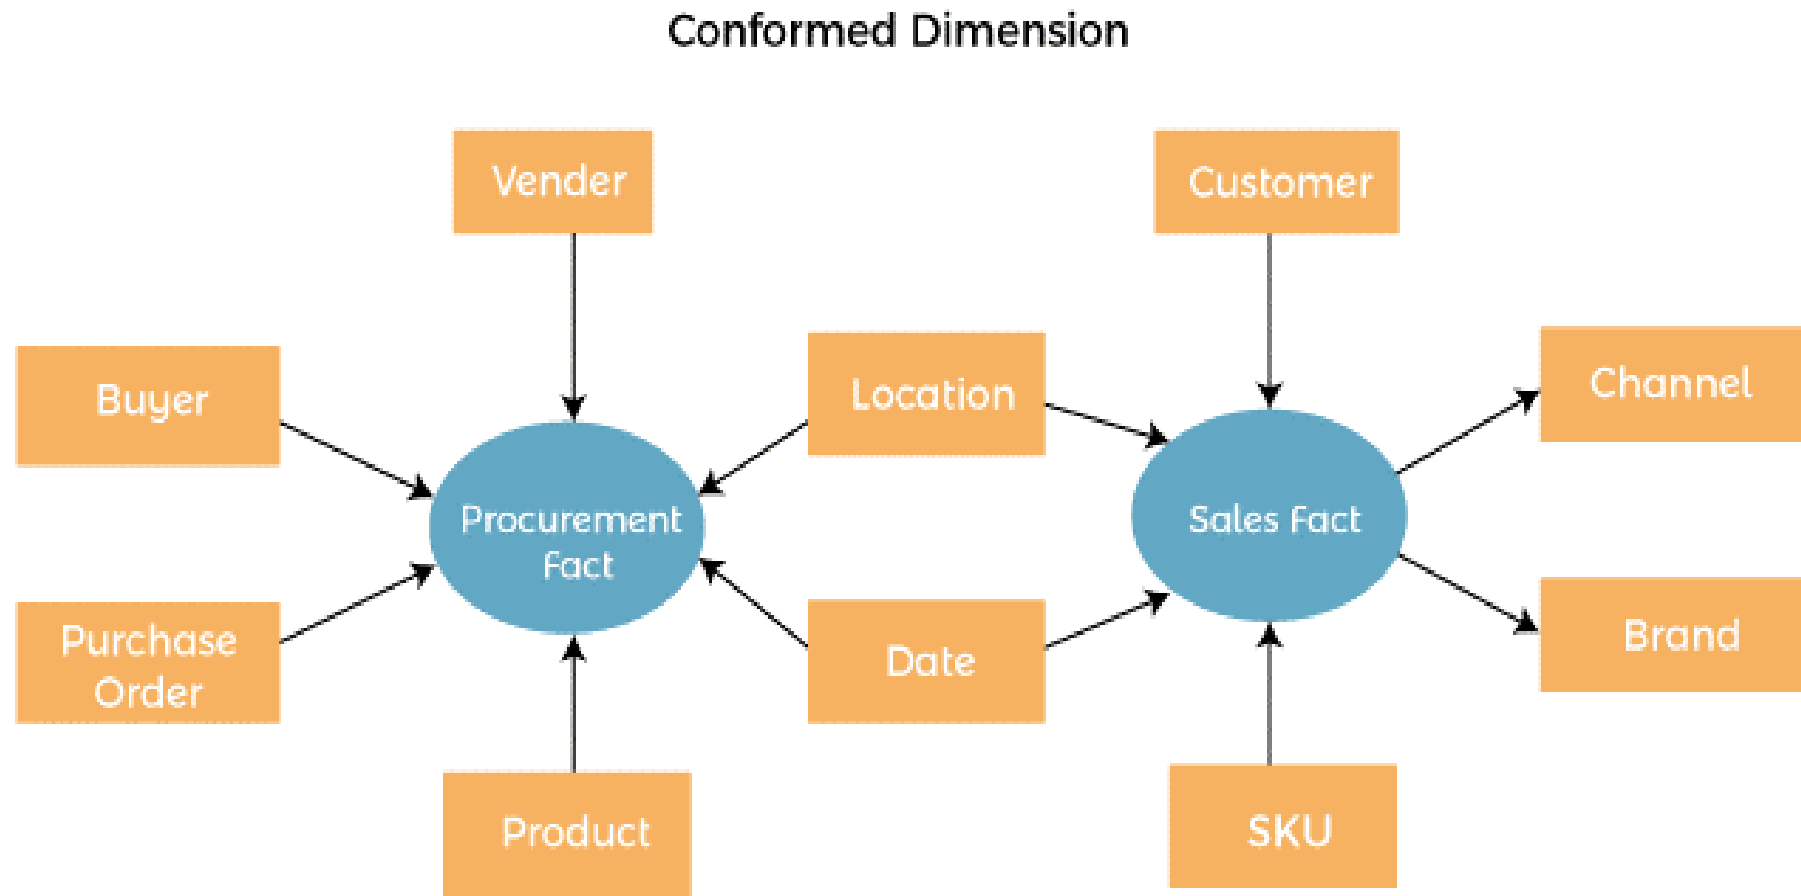 Conformed Dimension
Vender
Customer
Buyer
Location
Channel
Procurement
Fact
Sales Fact
Purchase
Order
Date
Brand
Product
SKU